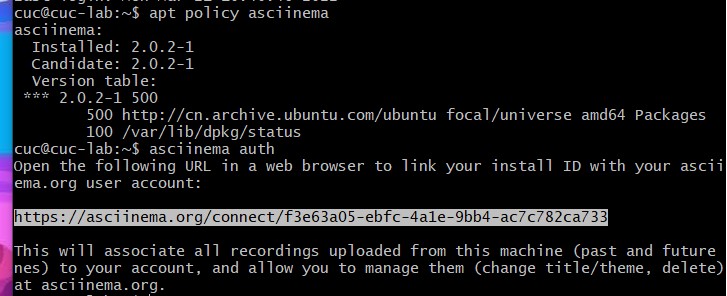 cuc@cuc-lab:~$ apt policy asciinema
asciinema:
  Installed: 2.0.2-1
  Candidate: 2.0.2-1
  Version table:
 *** 2.0.2-1 500
        500 http://cn.archive.ubuntu.com/ubuntu focal/universe amd64 Packages
        100 /var/lib/dpkg/status
cuc@cuc-lab:~$ asciinema auth
Open the following URL in a web browser to link your install ID with your ascii
ema.org user account:
https://asciinema.org/connect/f3e63a05-ebfc-4a1e-9bb4-ac7c782ca733
This will associate all recordings uploaded from this machine (past and future
nes) to your account, and allow you to manage them (change title/theme, delete)
at asciinema.org.